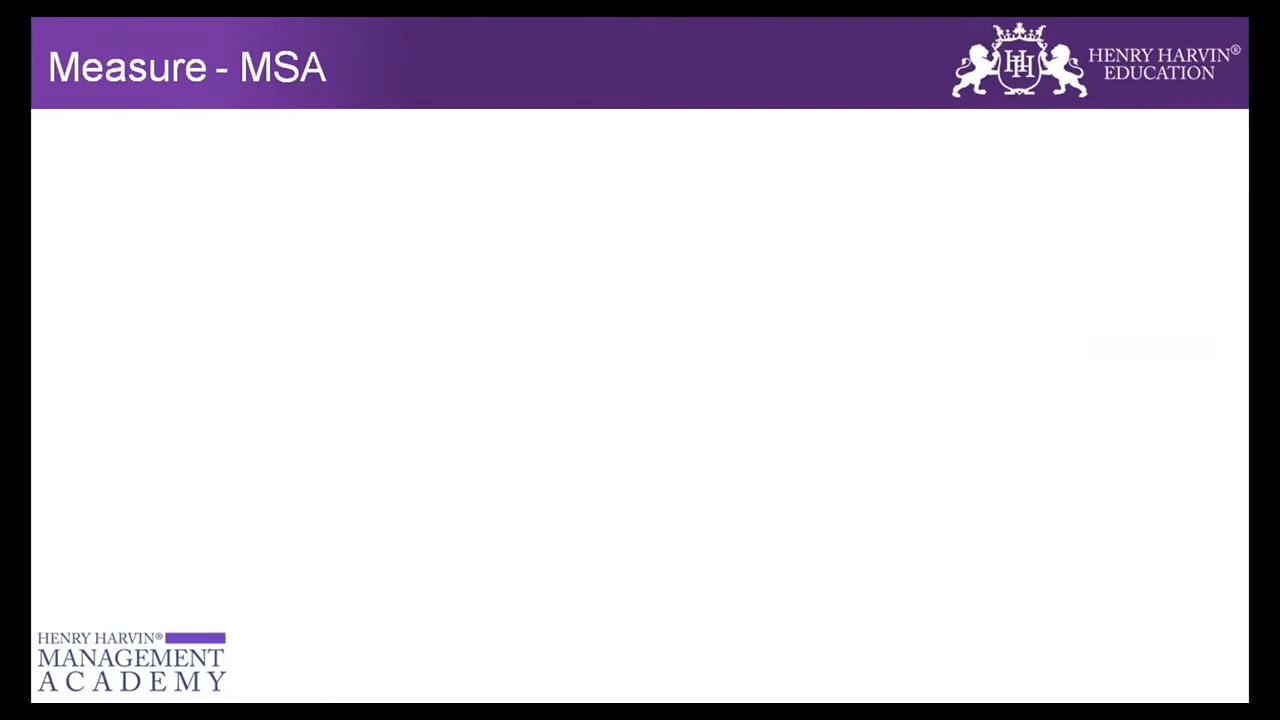 Measure - MSA
HENRY HARVIN®
EDUCATION
HENRY HARVIN®
MANAGEMENT
ACADEMY